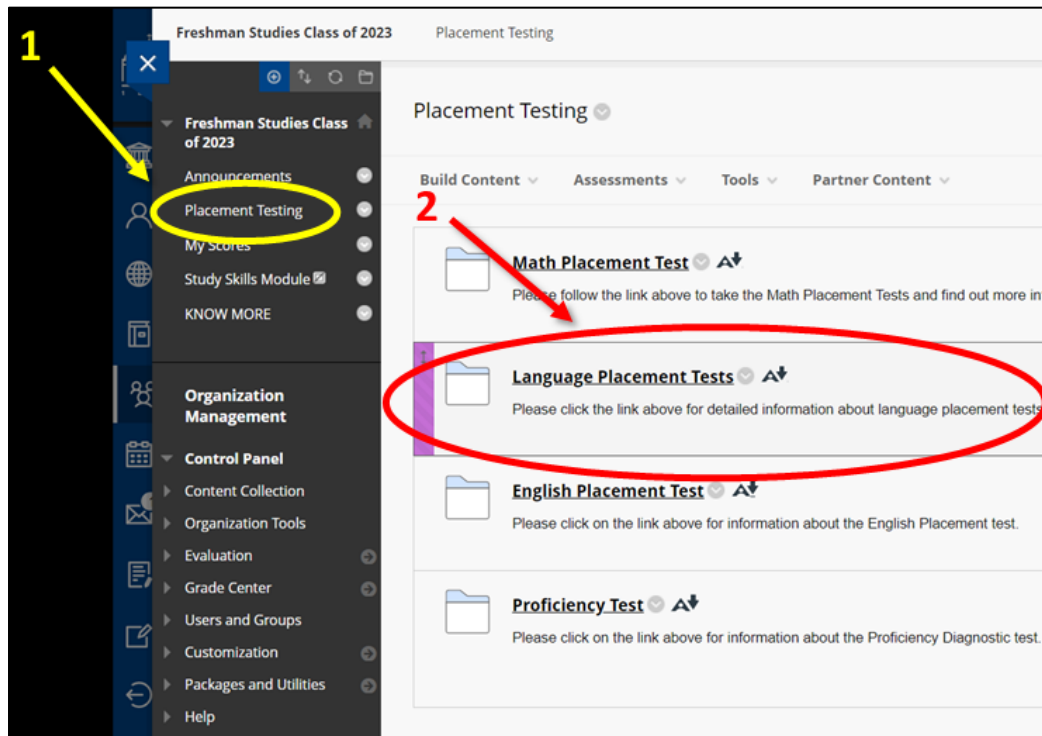 1
Freshman Studies Class of 2023 Placement Testing
Freshman Studies Class
of 2023
Announcements
Placement Testing
My Scores
Study Skills Module
KNOW MORE
Organization
Management
Control Panel
Content Collection
Organization Tools
Evaluation
Grade Center
Users and Groups
Customization
Packages and Utilities
Help
Placement Testing
Build Content Assessments Tools Partner Content
2
Math Placement Test
Please follow the link above to take the Math Placement Tests and find out more in
Language Placement Tests
Please click the link above for detailed information about language placement tests
English Placement Test
Please click on the link above for information about the English Placement test.
Proficiency Test
Please click on the link above for information about the Proficiency Diagnostic test.